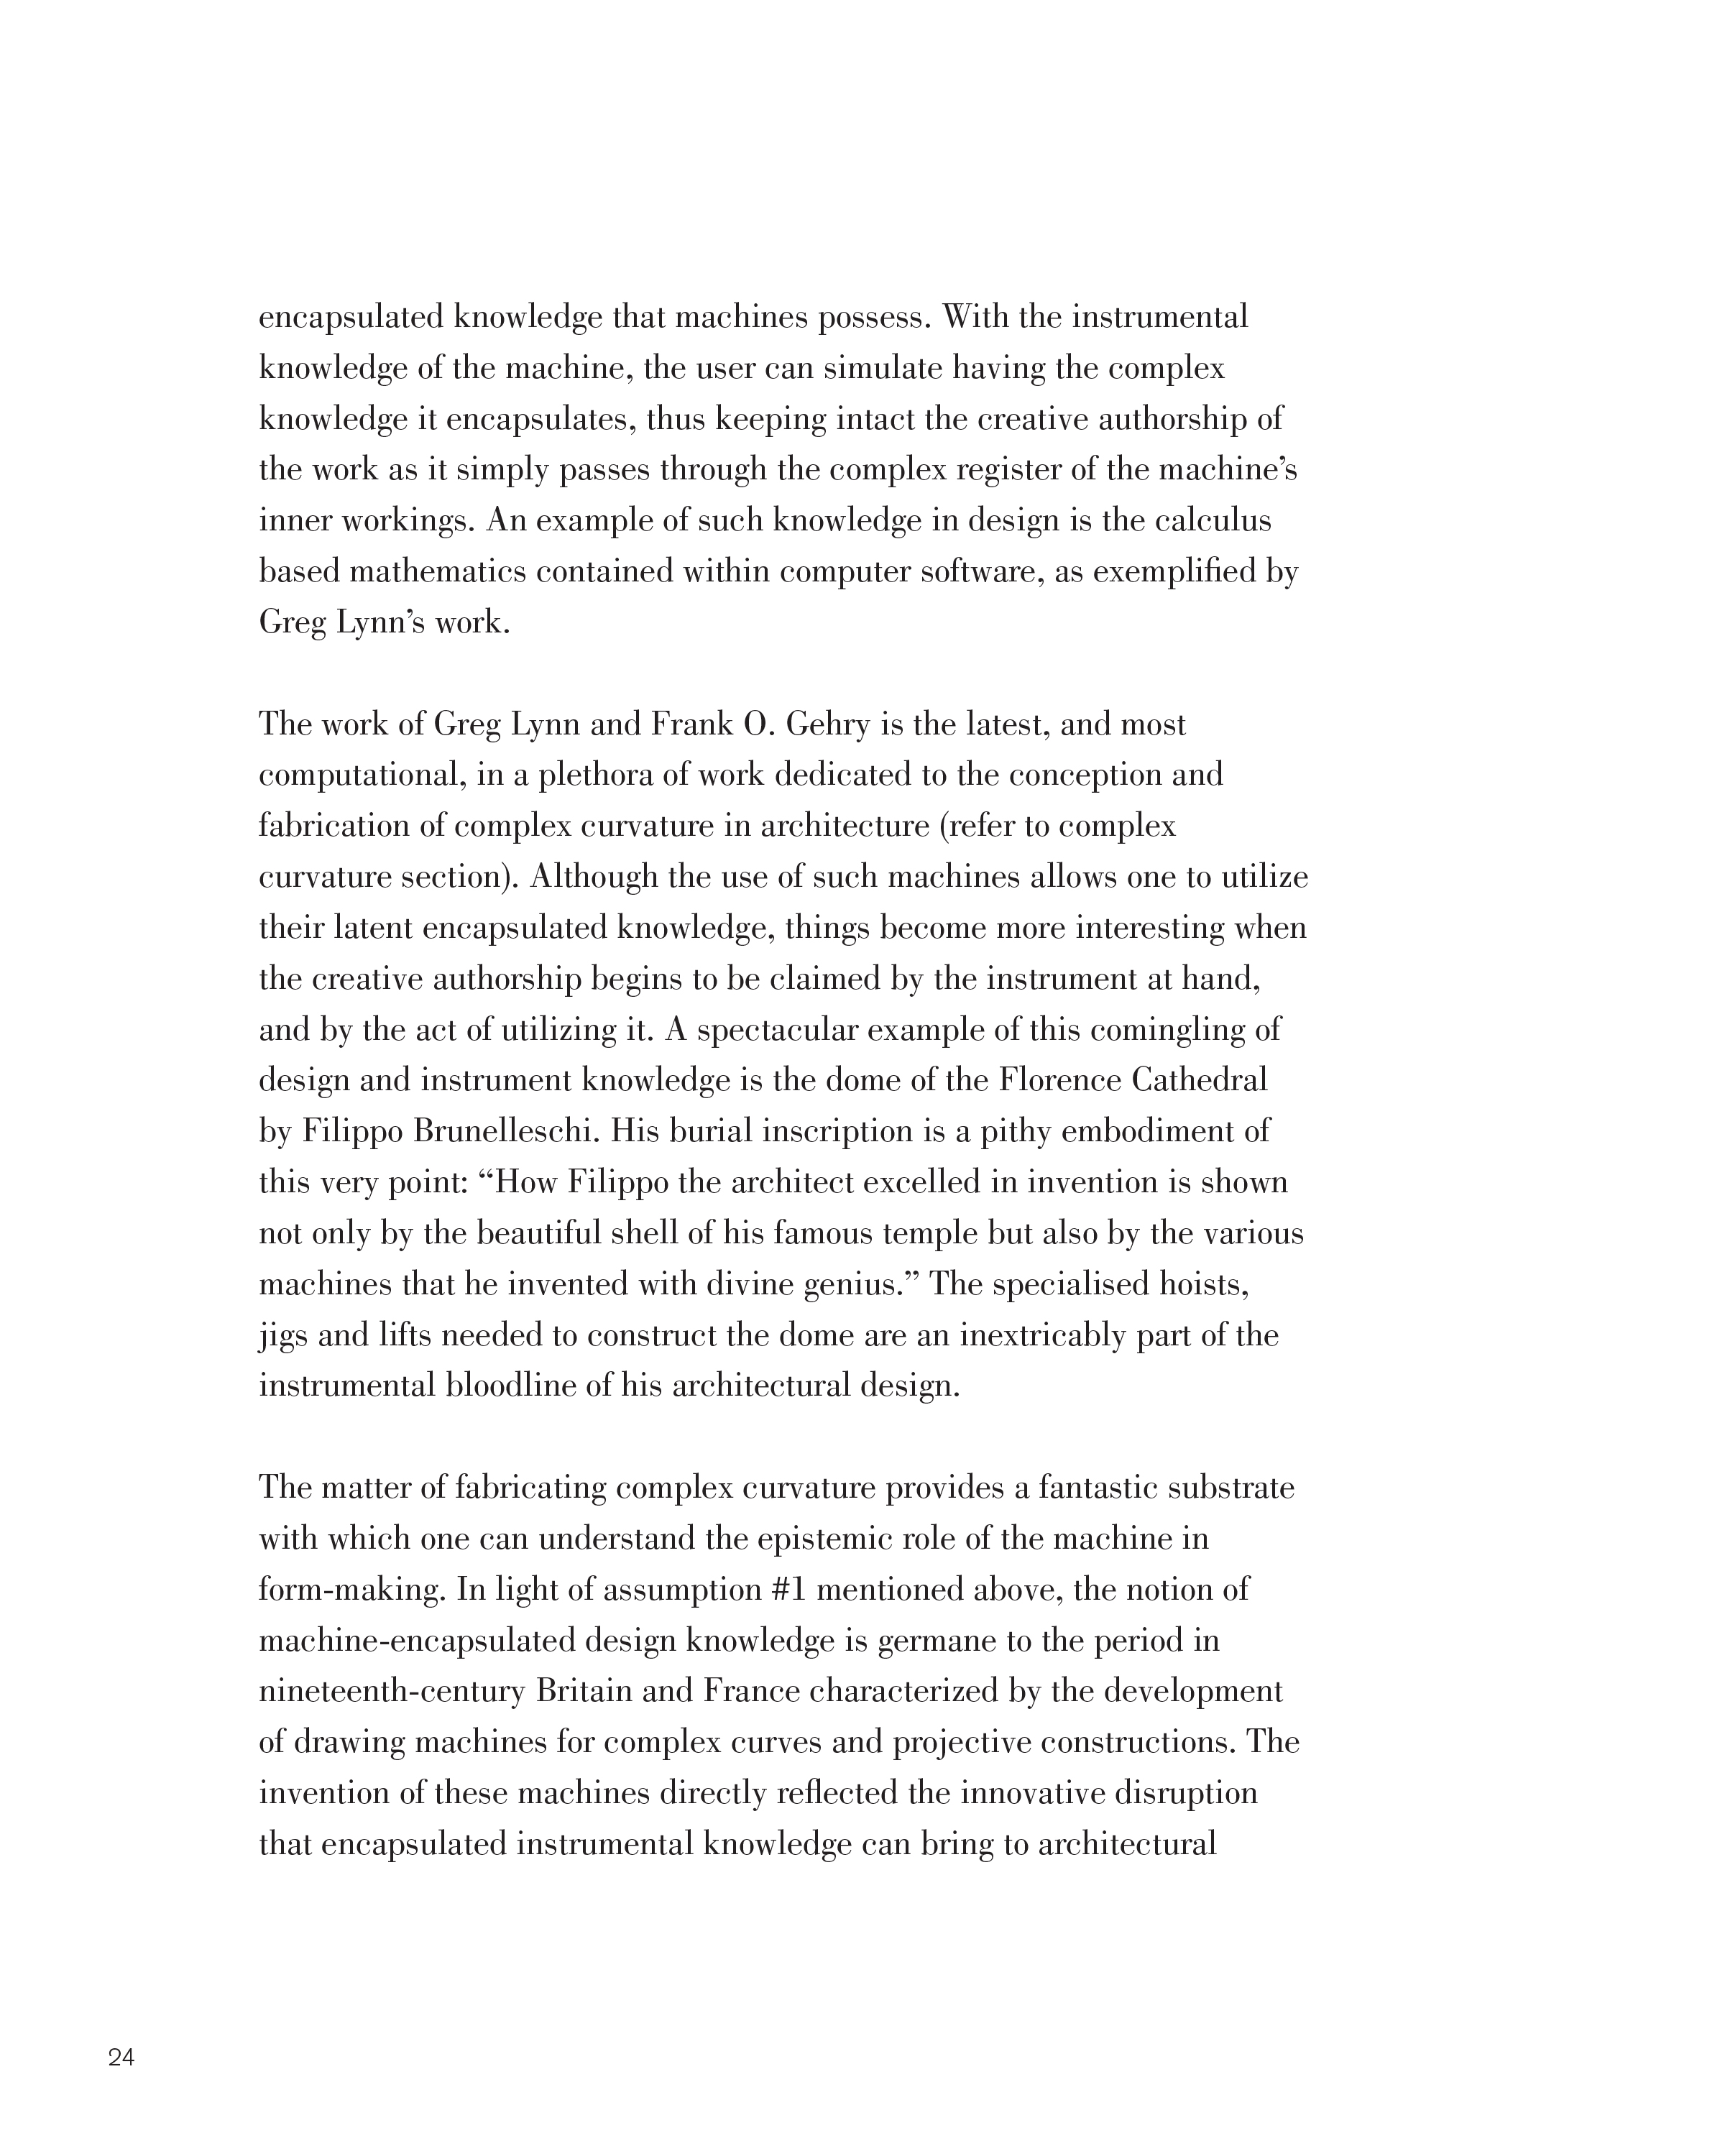 encapsulated knowledge that machines possess. With the instrumental
knowledge of the machine, the user can simulate having the complex
knowledge it encapsulates, thus keeping intact the creative authorship of
the work as it simply passes through the complex register of the machine’s
inner workings. An example of such knowledge in design is the calculus
based mathematics contained within computer software, as exemplified by
Greg Lynn’s work.
The work of Greg Lynn and Frank O. Gehry is the latest, and most
computational, in a plethora of work dedicated to the conception and
fabrication of complex curvature in architecture (refer to complex
curvature section). Although the use of such machines allows one to utilize
their latent encapsulated knowledge, things become more interesting when
the creative authorship begins to be claimed by the instrument at hand,
and by the act of utilizing it. A spectacular example of this comingling of
design and instrument knowledge is the dome of the Florence Cathedral
by Filippo Brunelleschi. His burial inscription is a pithy embodiment of
this very point: “How Filippo the architect excelled in invention is shown
not only by the beautiful shell of his famous temple but also by the various
machines that he invented with divine genius.” The specialised hoists,
jigs and lifts needed to construct the dome are an inextricably part of the
instrumental bloodline of his architectural design.
The matter of fabricating complex curvature provides a fantastic substrate
with which one can understand the epistemic role of the machine in
form-making. In light of assumption #1 mentioned above, the notion of
machine-encapsulated design knowledge is germane to the period in
nineteenth-century Britain and France characterized by the development
of drawing machines for complex curves and projective constructions. The
invention of these machines directly reflected the innovative disruption
that encapsulated instrumental knowledge can bring to architectural
24